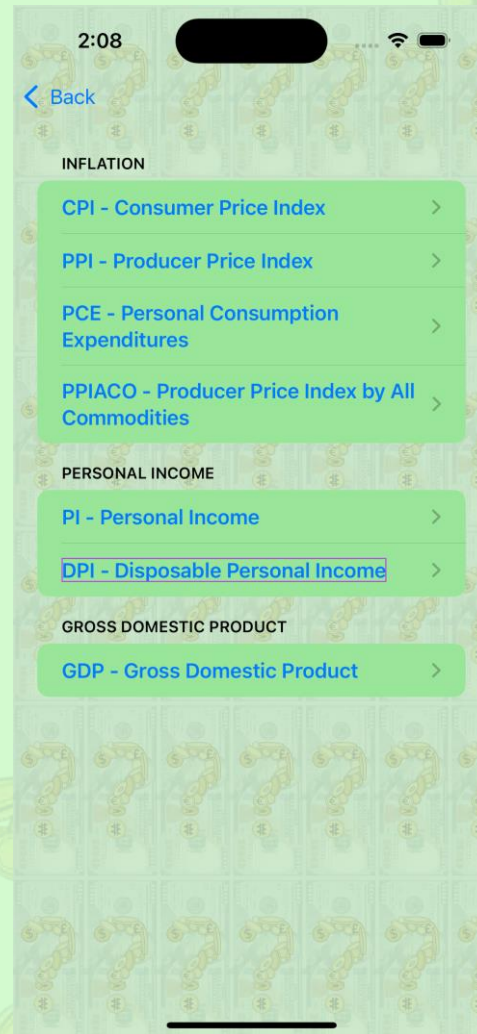 2:08
Back
INFLATION
CPI - Consumer Price Index
PPI - Producer Price Index
PCE - Personal Consumption
Expenditures
PPIACO - Producer Price Index by All
Commodities
PERSONAL INCOME
PI - Personal Income
DPI - Disposable Personal Income
GROSS DOMESTIC PRODUCT
GDP - Gross Domestic Product